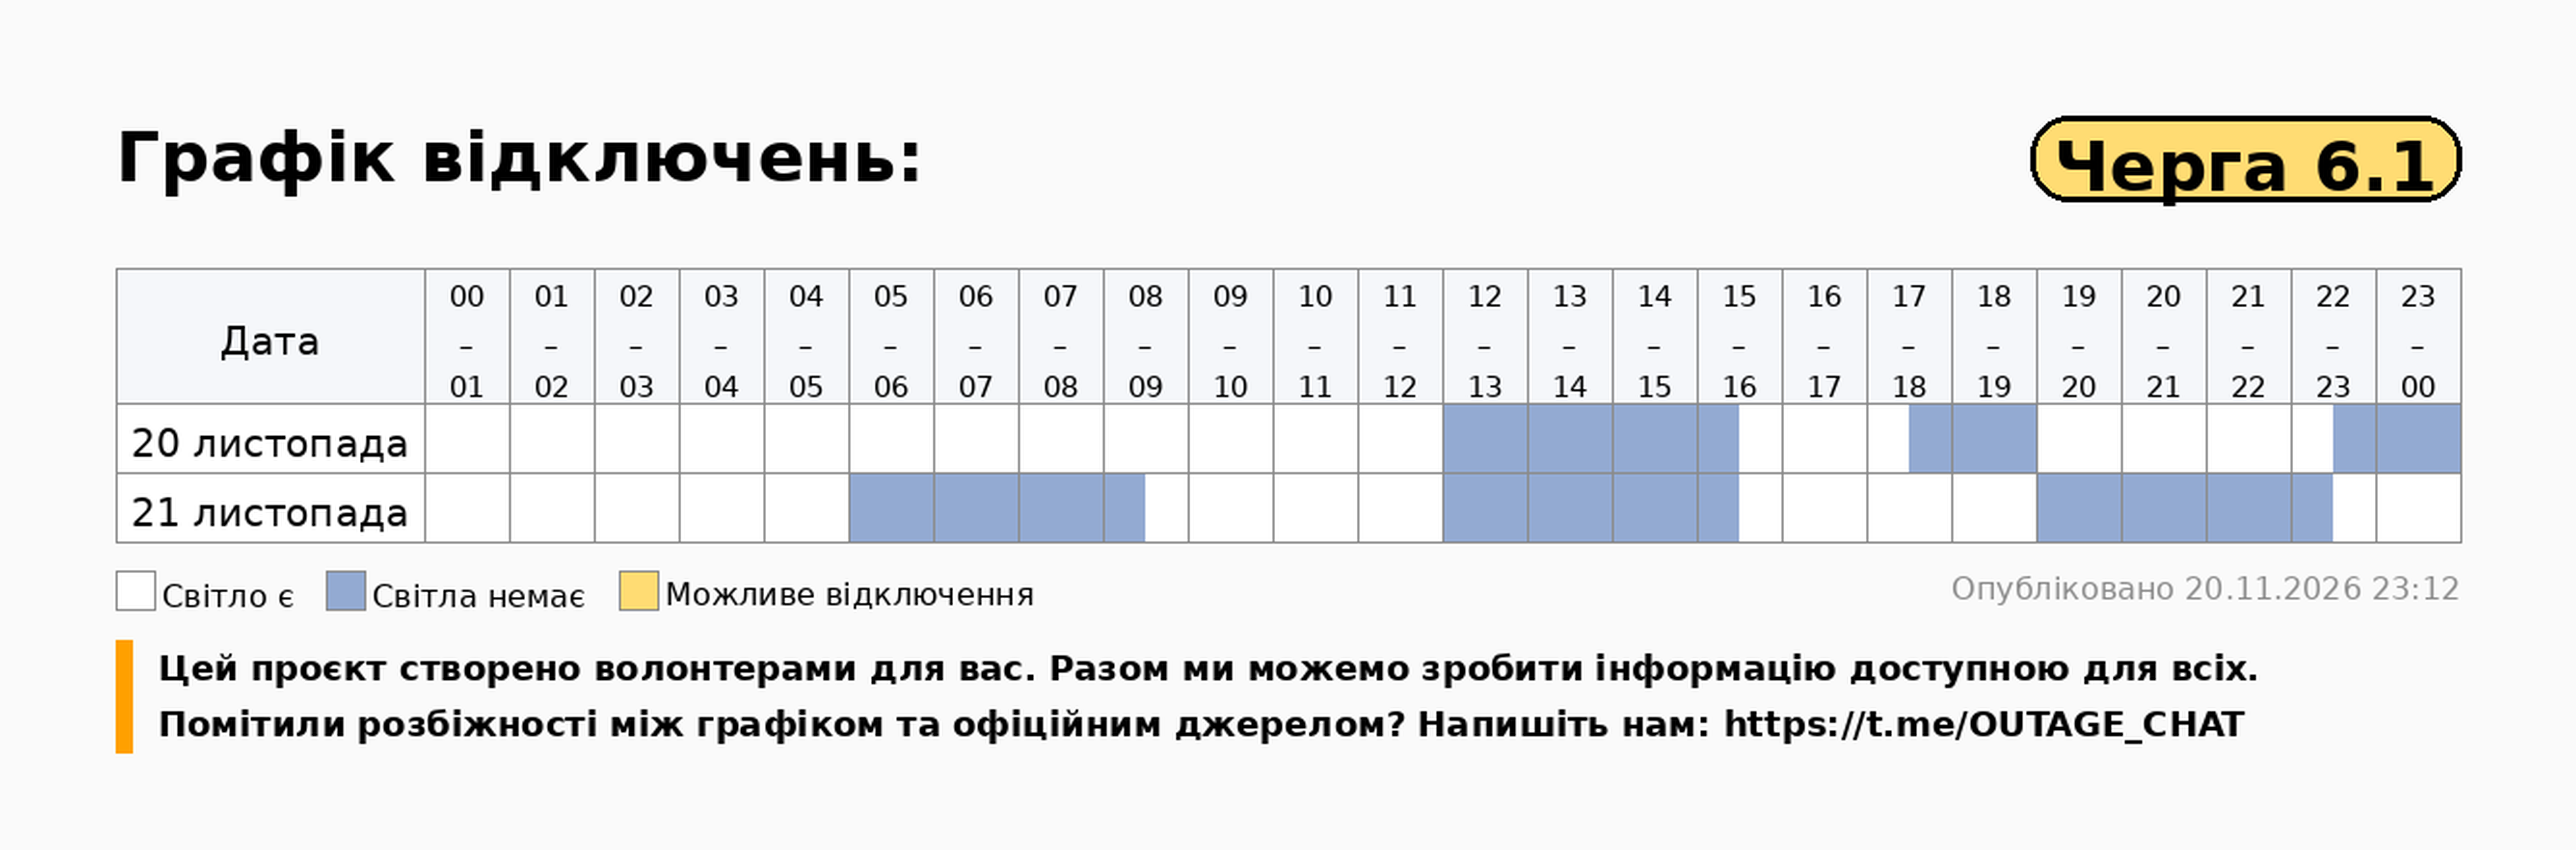 Графік відключень:
Черга 6.1
Дата
00 – 01
01 – 02
02 – 03
03 – 04
04 – 05
05 – 06
06 – 07
07 – 08
08 – 09
09 – 10
10 – 11
11 – 12
12 – 13
13 – 14
14 – 15
15 – 16
16 – 17
17 – 18
18 – 19
19 – 20
20 – 21
21 – 22
22 – 23
23 – 00
20 листопада
21 листопада
Світло є
Світла немає
Можливе відключення
Опубліковано 20.11.2026 23:12
Цей проєкт створено волонтерами для вас. Разом ми можемо зробити інформацію доступною для всіх.
Помітили розбіжності між графіком та офіційним джерелом? Напишіть нам: https://t.me/OUTAGE_CHAT